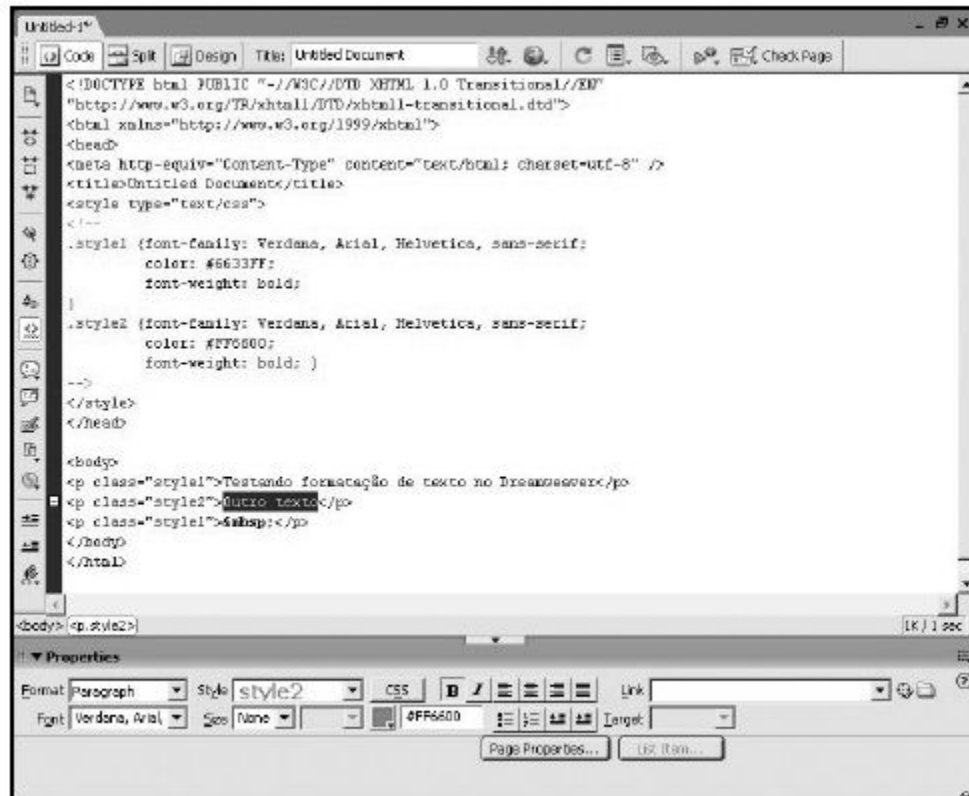 Untitled-1*
Code Split Design Title: Untitled Document Check Page
<!DOCTYPE html PUBLIC "-//W3C//DTD XHTML 1.0 Transitional//EN"
"http://www.w3.org/TR/xhtml1/DTD/xhtml1-transitional.dtd">
<html xmlns="http://www.w3.org/1999/xhtml">
<head>
<meta http-equiv="Content-Type" content="text/html; charset=utf-8" />
<title>Untitled Document</title>
<style type="text/css">
<!--
.style1 {font-family: Verdana, Arial, Helvetica, sans-serif;
color: #6633FF;
font-weight: bold;
}
.style2 {font-family: Verdana, Arial, Helvetica, sans-serif;
color: #FF6600;
font-weight: bold; }
-->
</style>
</head>
<body>
<p class="style1">Testando formatação de texto no Dreamweaver</p>
<p class="style2">Outro texto</p>
<p class="style1">&nbsp;</p>
</body>
</html>
<body> <p.style2> 1K / 1 sec
Properties
Format Paragraph Style style2 CSS B I Link
Font Verdana, Arial, Size None #FF6600 Target
Page Properties... List Item...